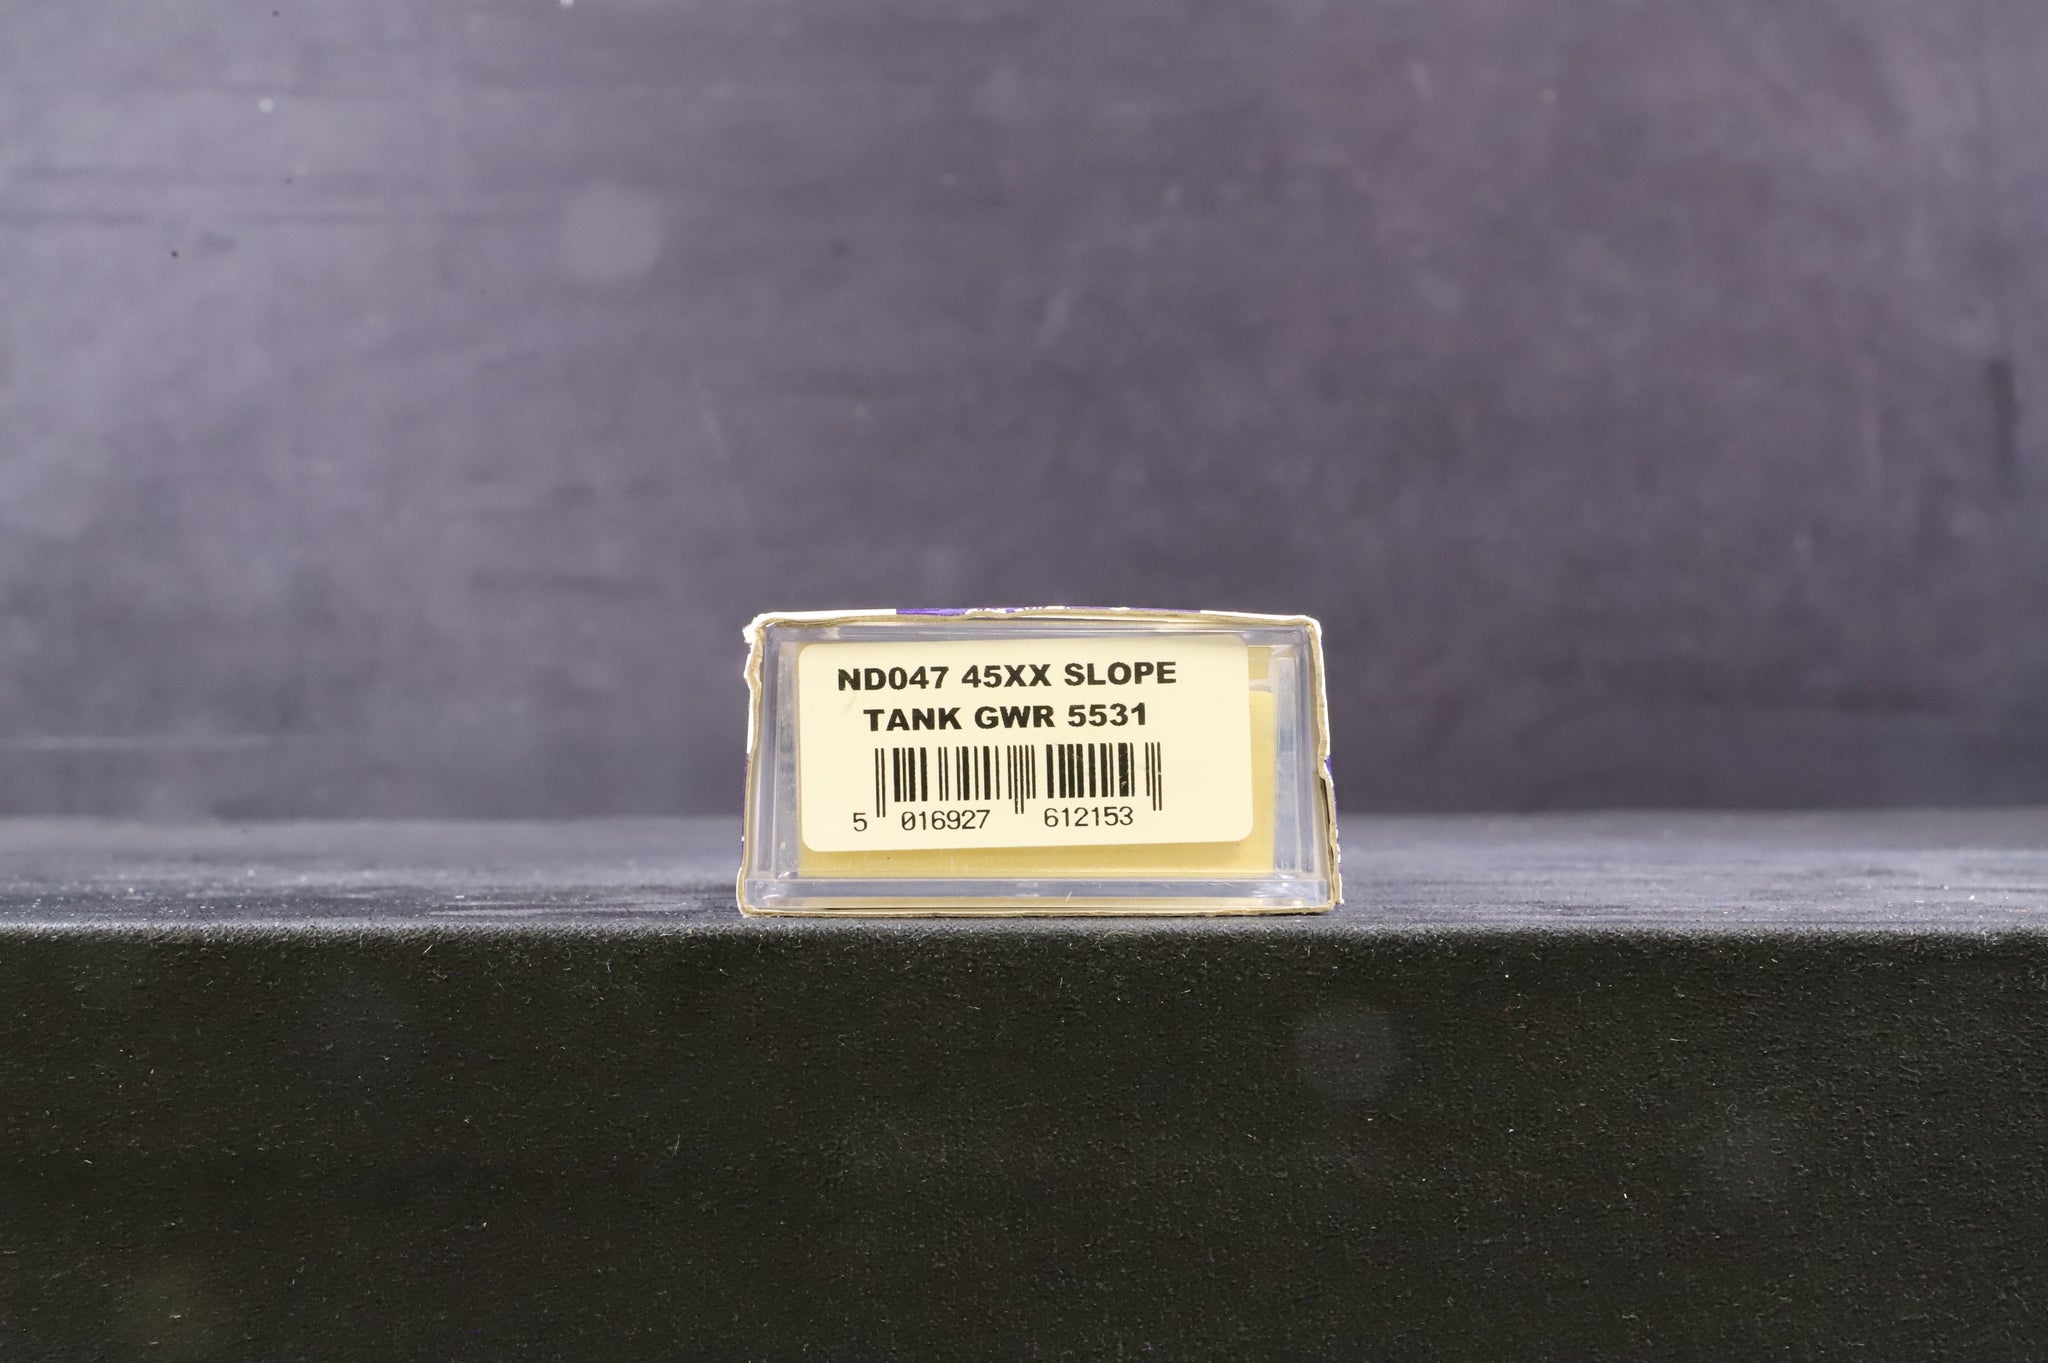 ND047 45XX SLOPE
TANK GWR 5531
5 016927 612153